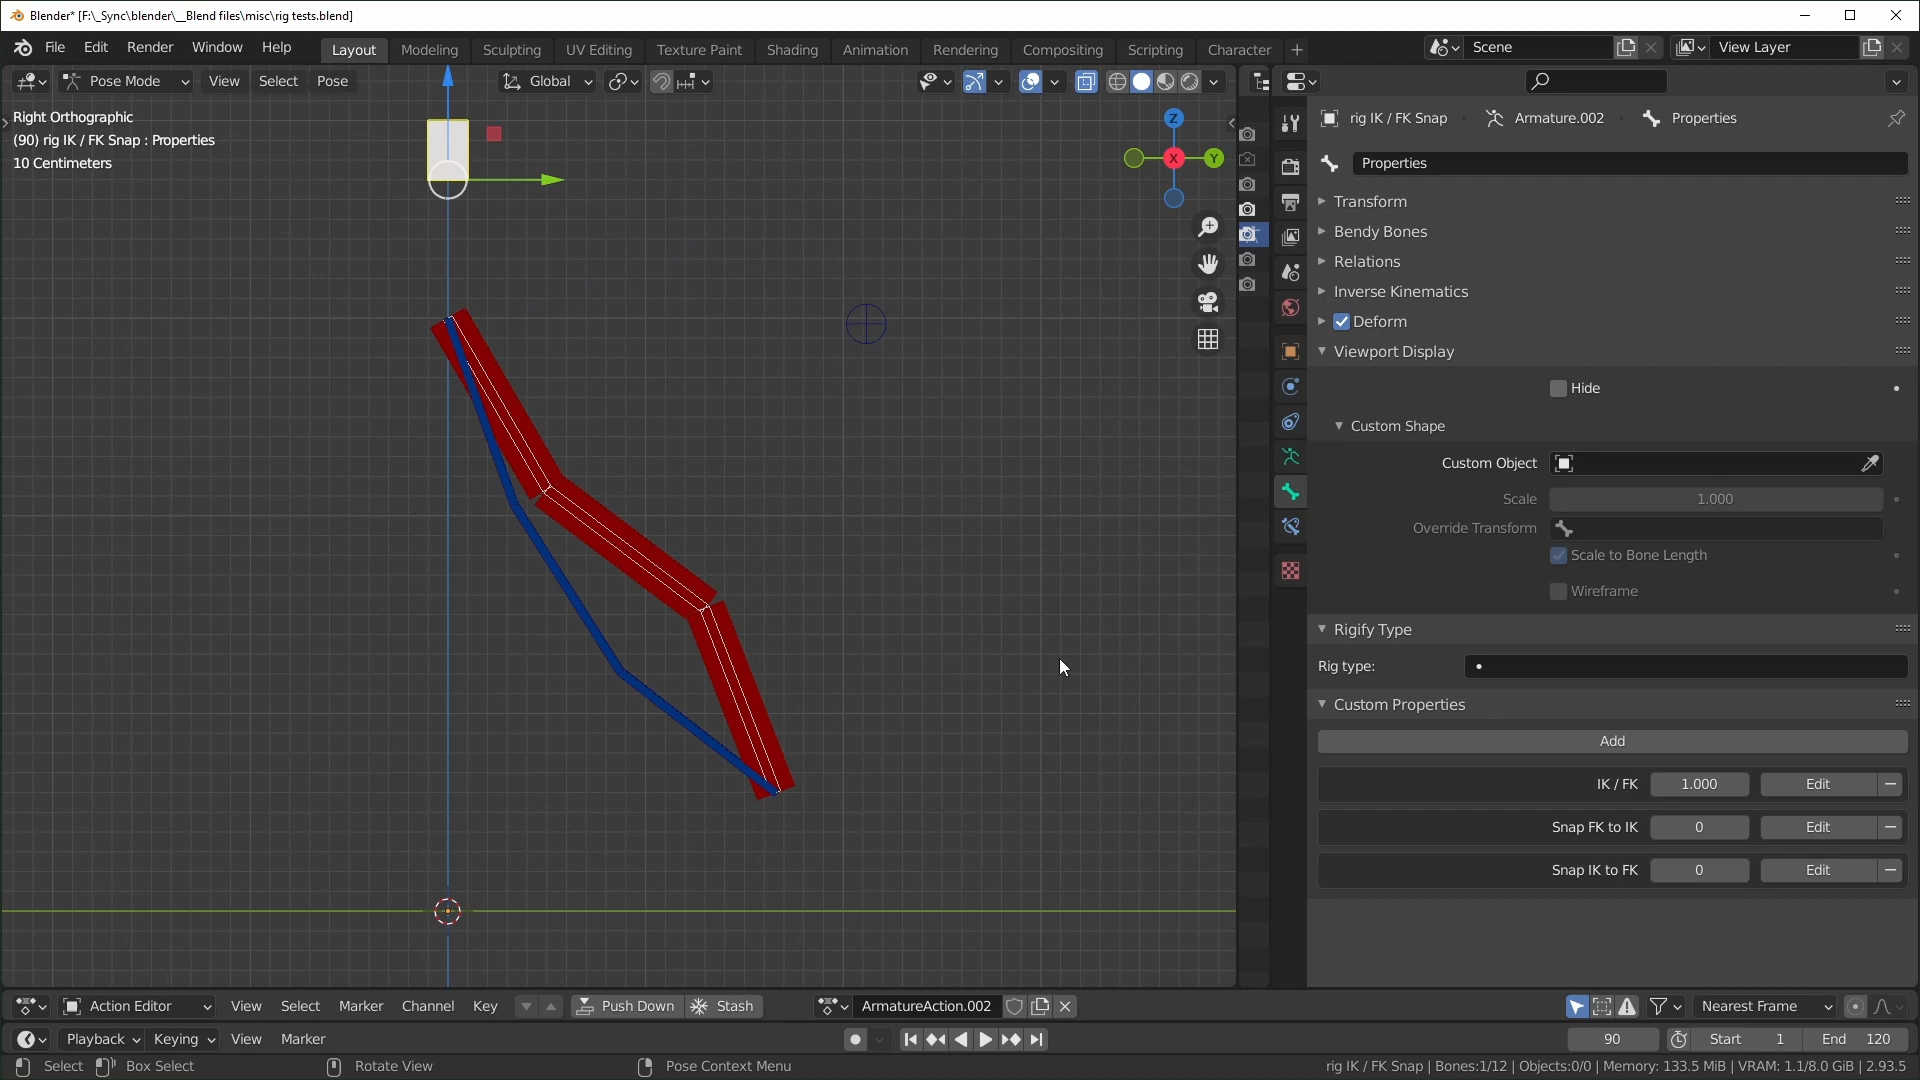 Blender* [F:\_Sync\blender\__Blend files\misc\rig tests.blend]
File Edit Render Window Help Layout Modeling Sculpting UV Editing Texture Paint Shading Animation Rendering Compositing Scripting Character + Scene View Layer
Pose Mode View Select Pose Global
Right Orthographic
(90) rig IK / FK Snap : Properties
10 Centimeters
Z
X
Y
rig IK / FK Snap Armature.002 Properties
Properties
Transform
Bendy Bones
Relations
Inverse Kinematics
Deform
Viewport Display
Hide
Custom Shape
Custom Object
Scale 1.000
Override Transform
Scale to Bone Length
Wireframe
Rigify Type
Rig type:
Custom Properties
Add
IK / FK 1.000 Edit
Snap FK to IK 0 Edit
Snap IK to FK 0 Edit
Action Editor View Select Marker Channel Key Push Down Stash ArmatureAction.002 Nearest Frame
Playback Keying View Marker 90 Start 1 End 120
Select Box Select Rotate View Pose Context Menu rig IK / FK Snap | Bones:1/12 | Objects:0/0 | Memory: 133.5 MiB | VRAM: 1.1/8.0 GiB | 2.93.5